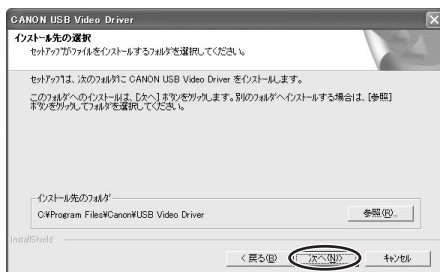 CANON USB Video Driver
インストール先の選択
セットアップがファイルをインストールするフォルダを選択してください。
セットアップは、次のフォルダに CANON USB Video Driver をインストールします。
このフォルダへのインストールは、[次へ] ボタンをクリックします。別のフォルダへインストールする場合は、[参照]
ボタンをクリックしてフォルダを選択してください。
インストール先のフォルダ
C:¥Program Files¥Canon¥USB Video Driver
参照(R)...
InstallShield
< 戻る(B)
次へ(N)>
キャンセル